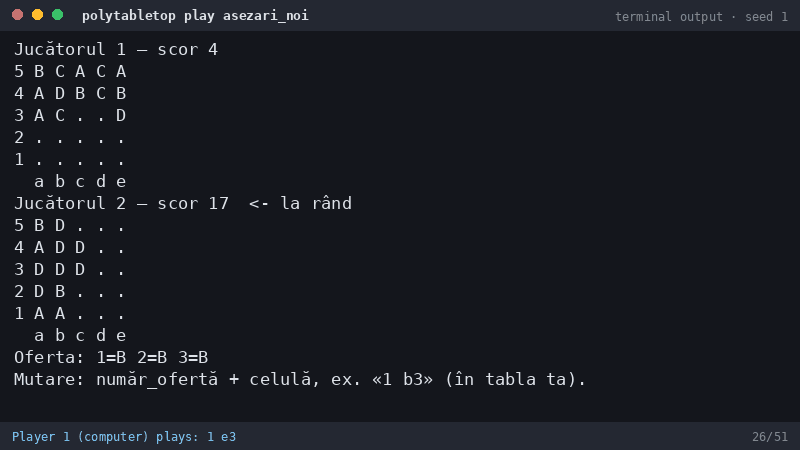 polytabletop play asezari_noi
terminal output · seed 1
Jucătorul 1 — scor 4
5 B C A C A
4 A D B C B
3 A C . . D
2 . . . . .
1 . . . . .
a b c d e
Jucătorul 2 — scor 17 <- la rând
5 B D . . .
4 A D D . .
3 D D D . .
2 D B . . .
1 A A . . .
a b c d e
Oferta: 1=B 2=B 3=B
Mutare: număr_ofertă + celulă, ex. «1 b3» (în tabla ta).
Player 1 (computer) plays: 1 e3
26/51